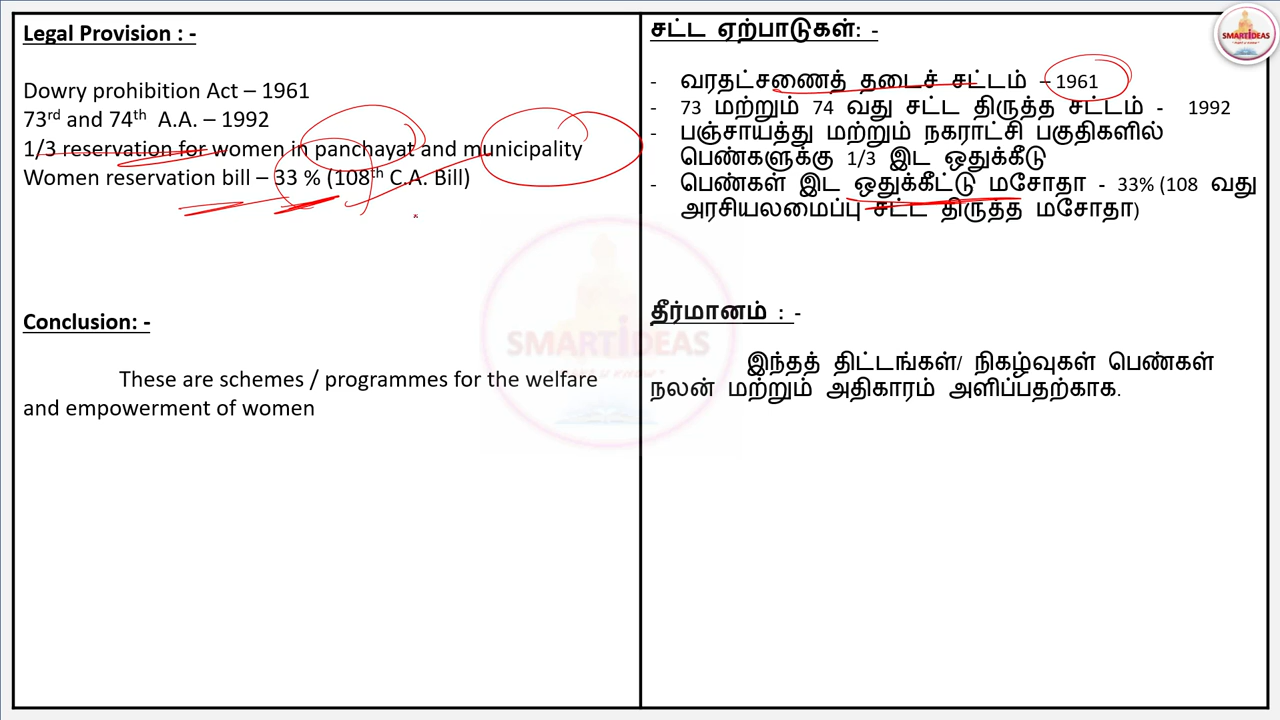 Legal Provision : -
Dowry prohibition Act – 1961
73rd and 74th A.A. – 1992
1/3 reservation for women in panchayat and municipality
Women reservation bill – 33 % (108th C.A. Bill)
Conclusion: -
These are schemes / programmes for the welfare
and empowerment of women
சட்ட ஏற்பாடுகள்: -
- வரதட்சணைத் தடைச் சட்டம் – 1961
- 73 மற்றும் 74 வது சட்ட திருத்த சட்டம் - 1992
- பஞ்சாயத்து மற்றும் நகராட்சி பகுதிகளில்
பெண்களுக்கு 1/3 இட ஒதுக்கீடு
- பெண்கள் இட ஒதுக்கீட்டு மசோதா - 33% (108 வது
அரசியலமைப்பு சட்ட திருத்த மசோதா)
தீர்மானம் : -
இந்தத் திட்டங்கள்/ நிகழ்வுகள் பெண்கள்
நலன் மற்றும் அதிகாரம் அளிப்பதற்காக.
SMARTIDEAS
SMARTIDEAS